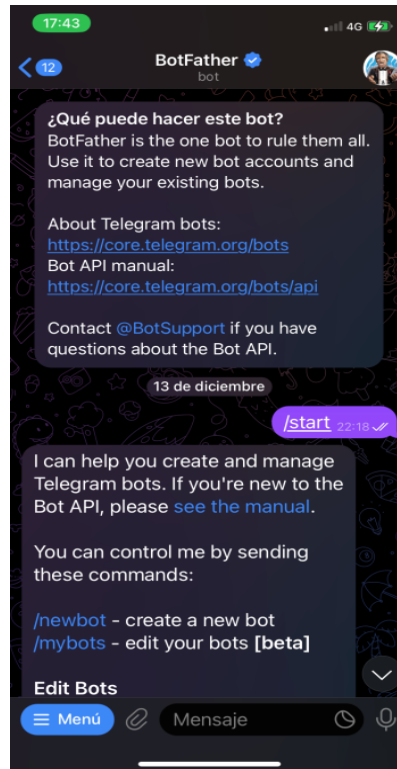 17:43
4G
12
BotFather
bot
¿Qué puede hacer este bot?
BotFather is the one bot to rule them all.
Use it to create new bot accounts and
manage your existing bots.
About Telegram bots:
https://core.telegram.org/bots
Bot API manual:
https://core.telegram.org/bots/api
Contact @BotSupport if you have
questions about the Bot API.
13 de diciembre
/start 22:18
I can help you create and manage
Telegram bots. If you're new to the
Bot API, please see the manual.
You can control me by sending
these commands:
/newbot - create a new bot
/mybots - edit your bots [beta]
Edit Bots
Menú
Mensaje